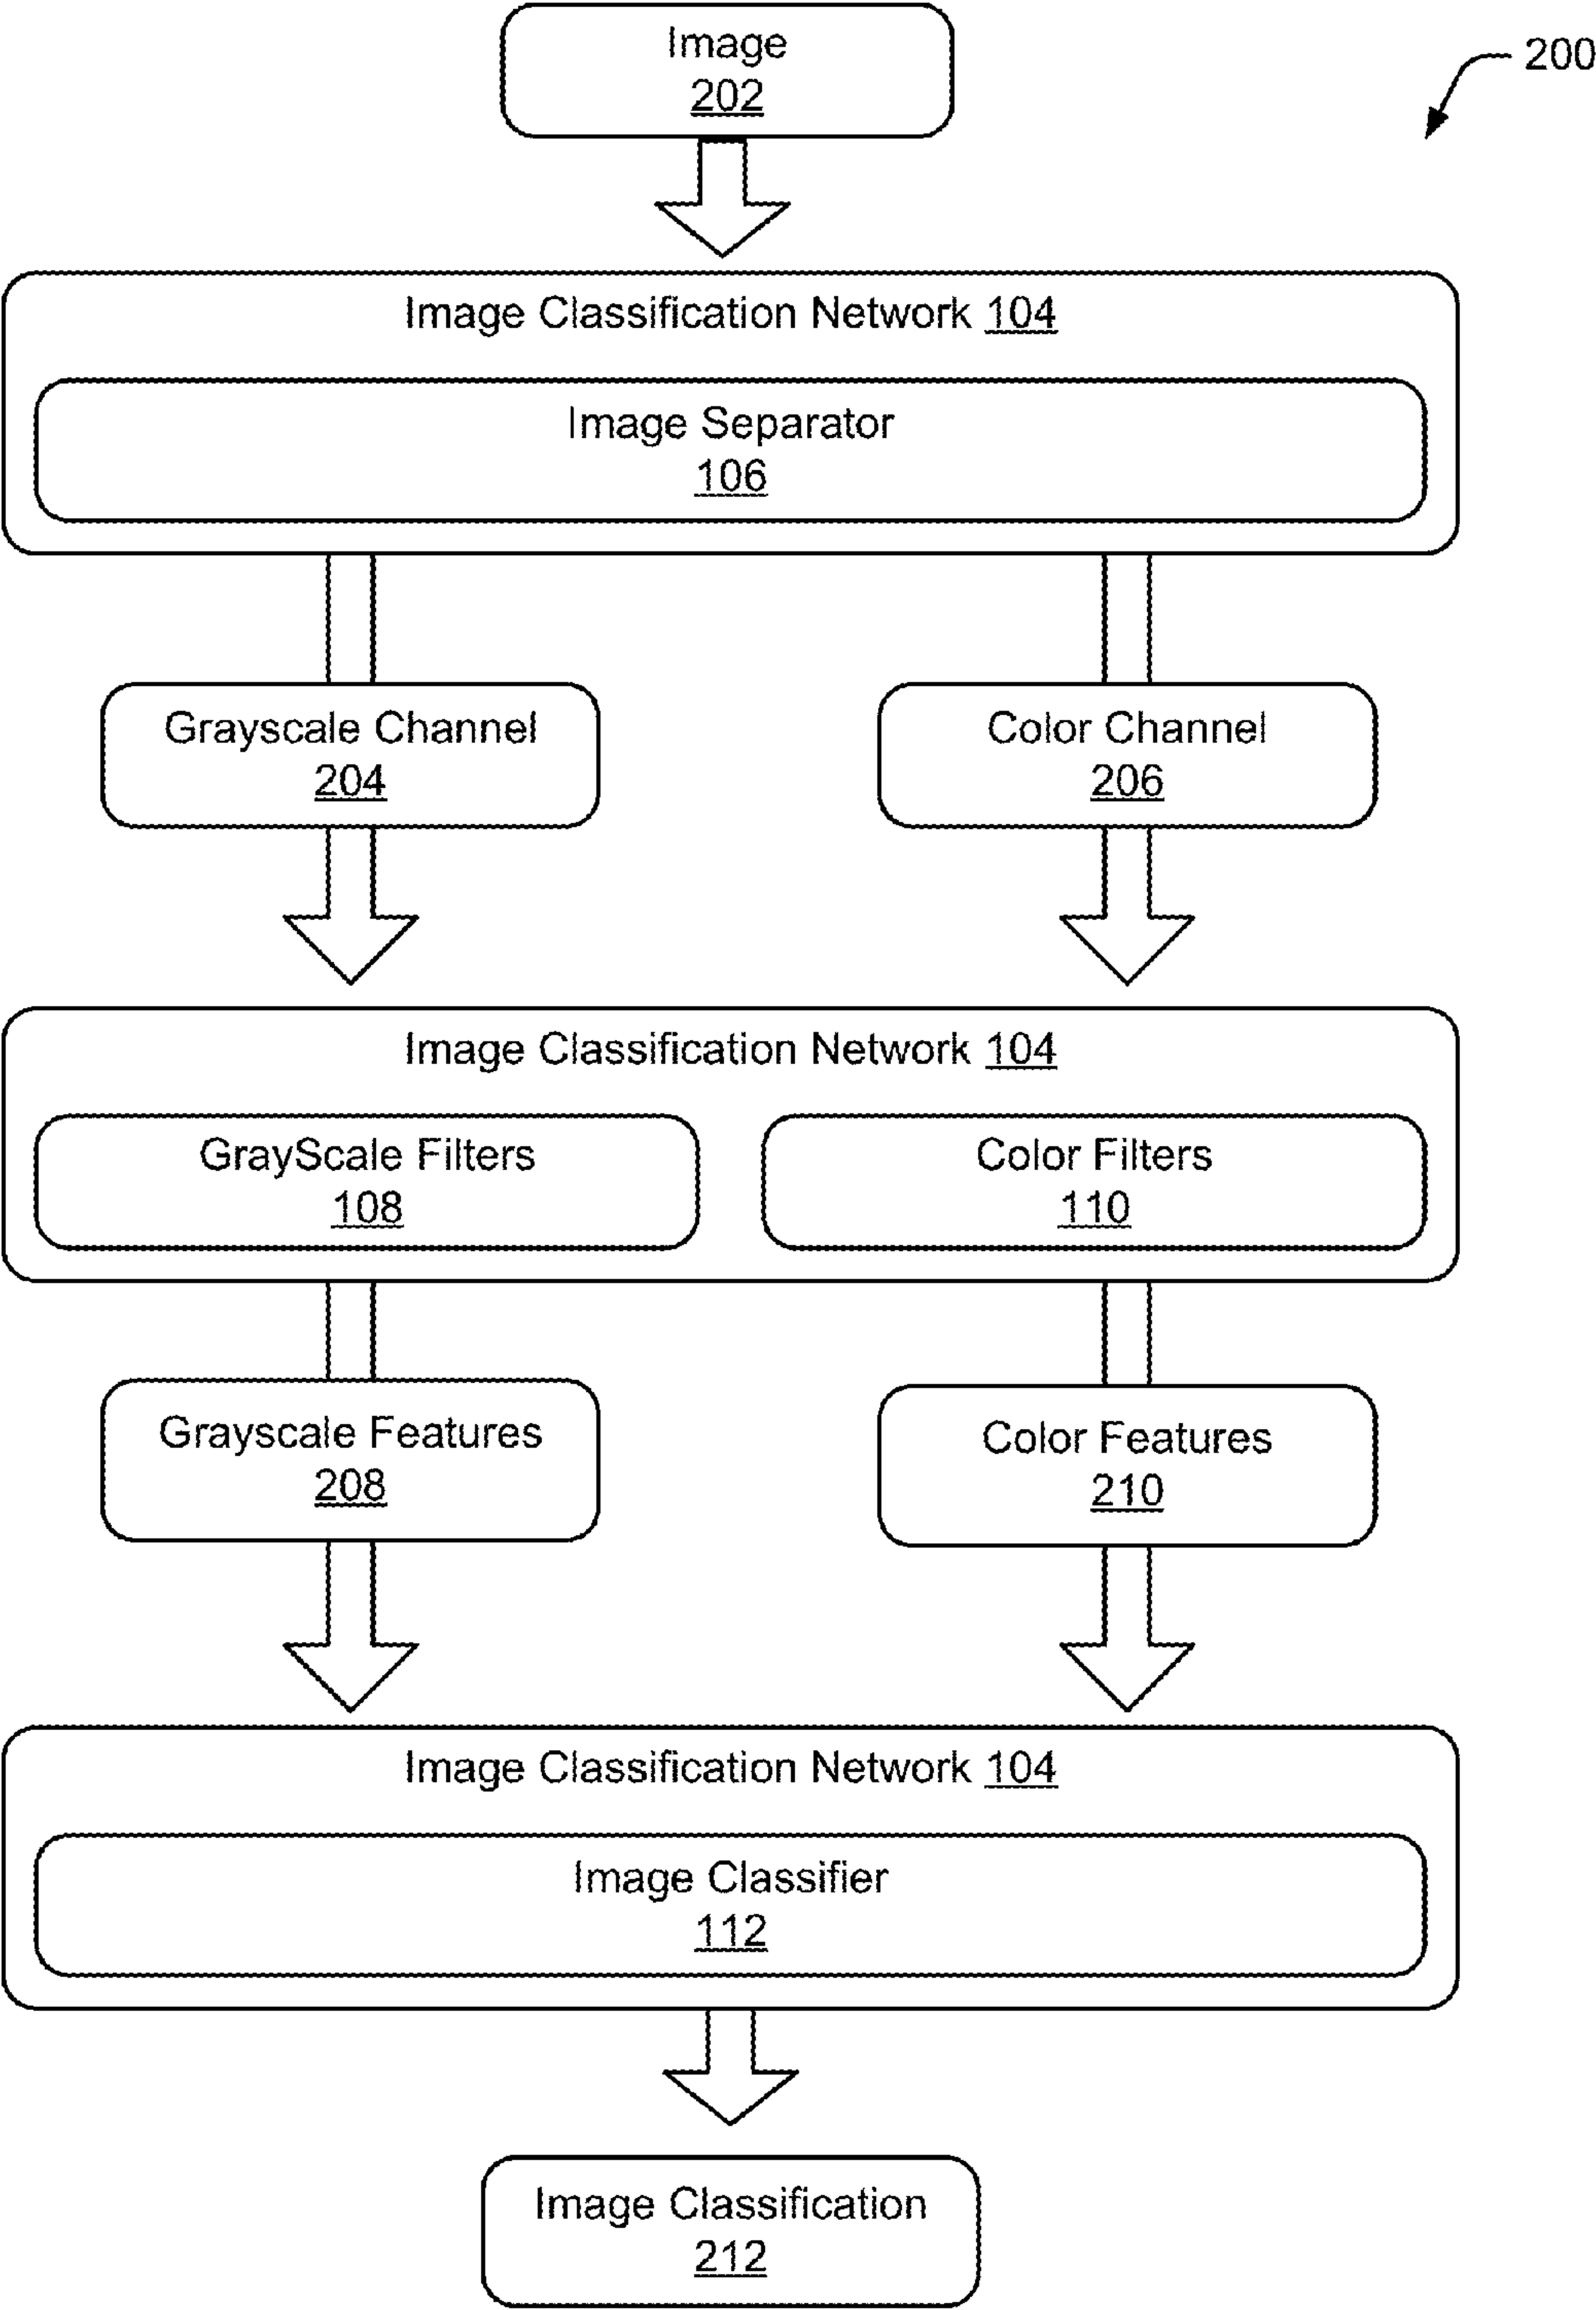 Image
202
200
Image Classification Network 104
Image Separator
106
Grayscale Channel
204
Color Channel
206
Image Classification Network 104
GrayScale Filters
108
Color Filters
110
Grayscale Features
208
Color Features
210
Image Classification Network 104
Image Classifier
112
Image Classification
212